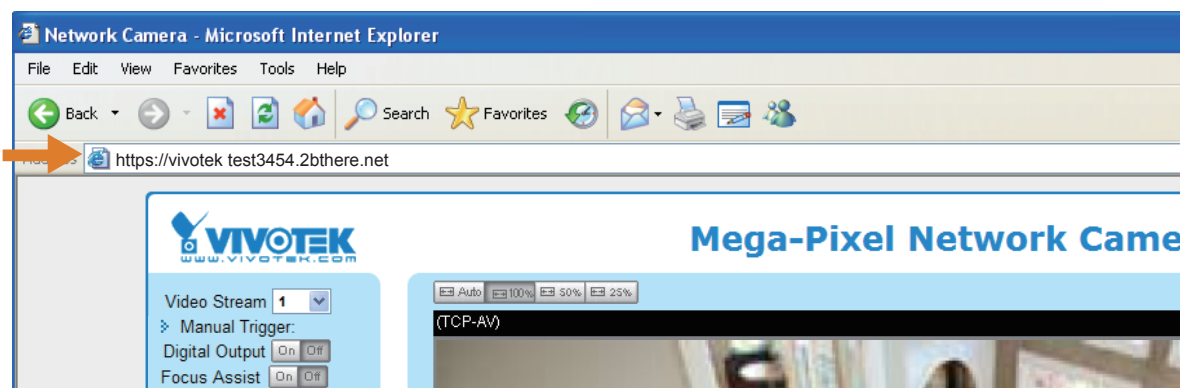 Network Camera - Microsoft Internet Explorer
File Edit View Favorites Tools Help
Back Search Favorites
https://vivotek test3454.2bthere.net
VIVOTEK
www.vivotek.com
Mega-Pixel Network Came
Auto 100% 50% 25%
Video Stream 1
(TCP-AV)
Manual Trigger:
Digital Output On Off
Focus Assist On Off